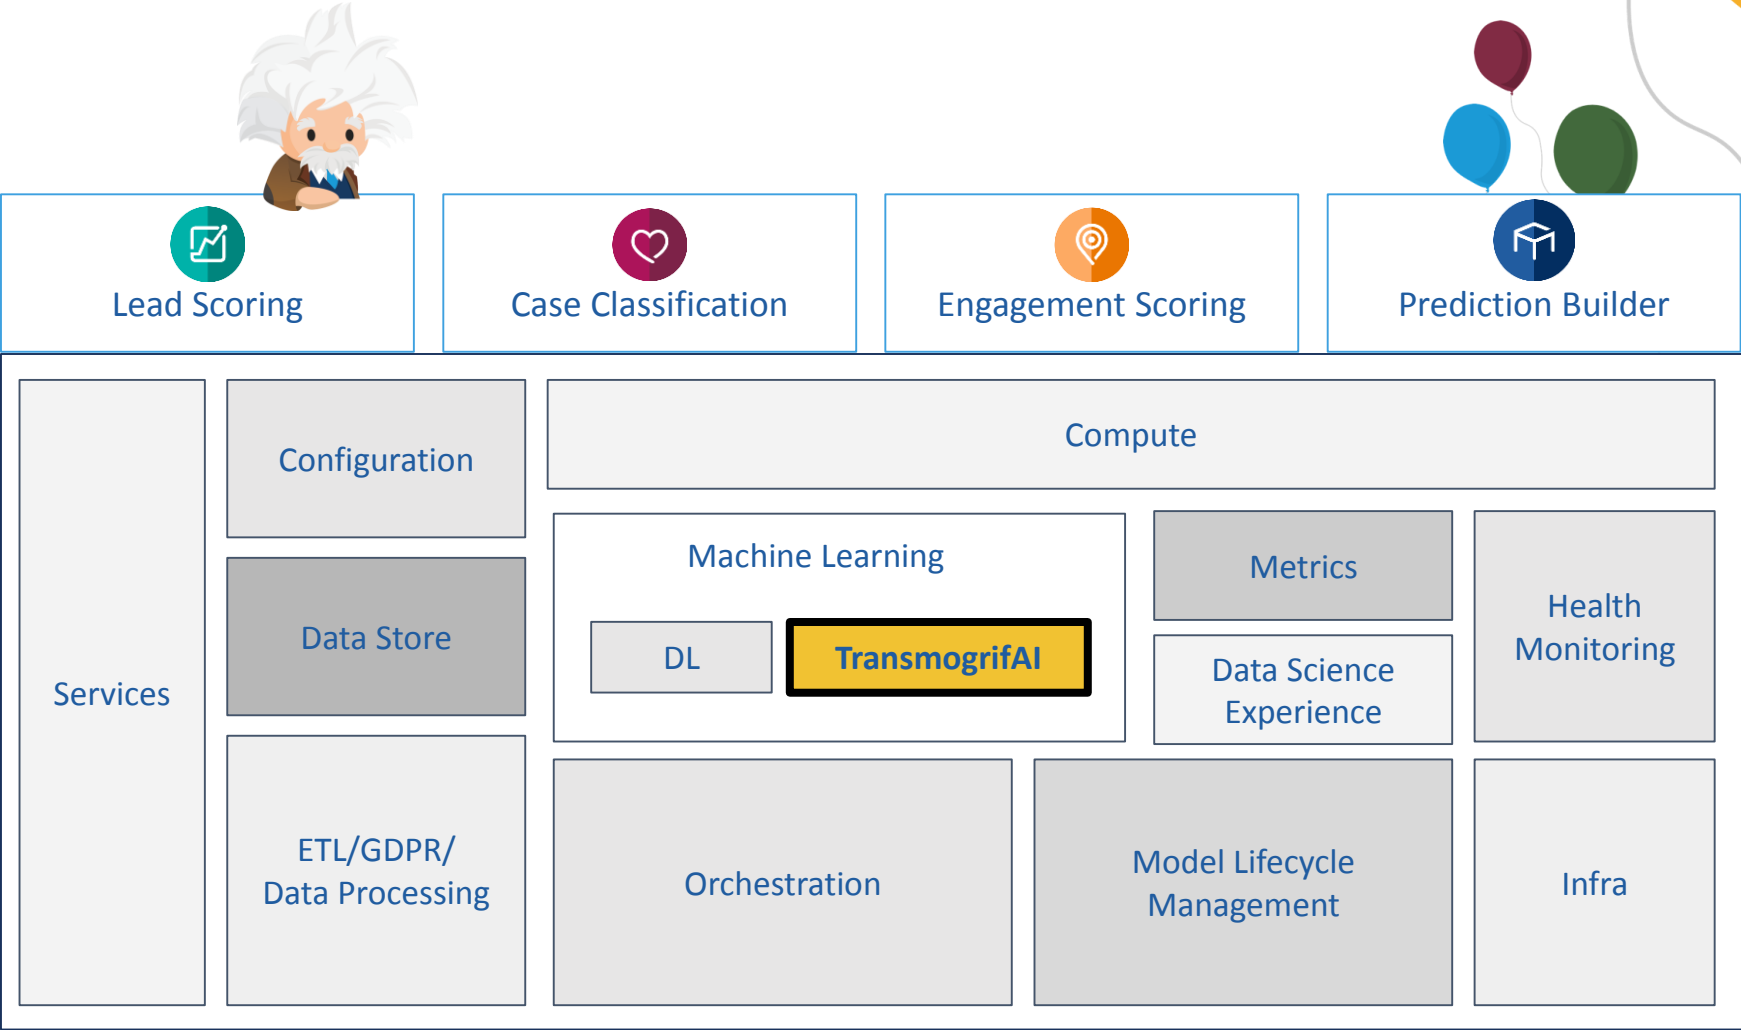 Lead Scoring
Case Classification
Engagement Scoring
Prediction Builder
Services
Configuration
Data Store
ETL/GDPR/
Data Processing
Compute
Machine Learning
DL
TransmogrifAI
Metrics
Data Science
Experience
Health
Monitoring
Orchestration
Model Lifecycle
Management
Infra